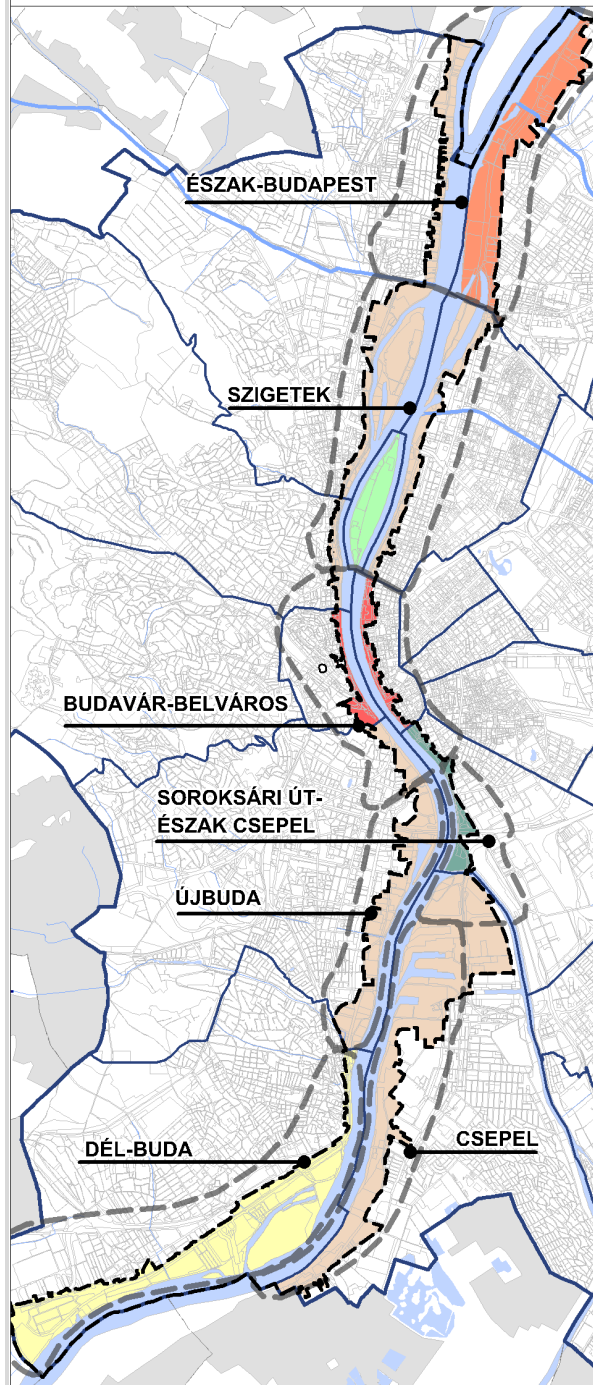 ÉSZAK-BUDAPEST
SZIGETEK
BUDAVÁR-BELVÁROS
SOROKSÁRI ÚT-
ÉSZAK CSEPEL
ÚJBUDA
DÉL-BUDA
CSEPEL